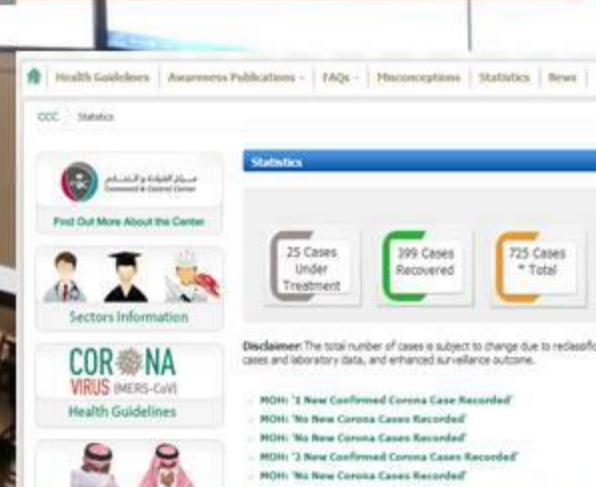 Health Guidelines
Awareness Publications
FAQs
Misconceptions
Statistics
News
CCC
Statistics
Command & Control Center
Find Out More About the Center
Sectors Information
CORONA
VIRUS (MERS-CoV)
Health Guidelines
Statistics
25 Cases
Under
Treatment
399 Cases
Recovered
725 Cases
* Total
Disclaimer: The total number of cases is subject to change due to
cases and laboratory data, and enhanced surveillance outcome.
MOH: '1 New Confirmed Corona Case Recorded'
MOH: 'No New Corona Cases Recorded'
MOH: 'No New Corona Cases Recorded'
MOH: '2 New Confirmed Corona Cases Recorded'
MOH: 'No New Corona Cases Recorded'